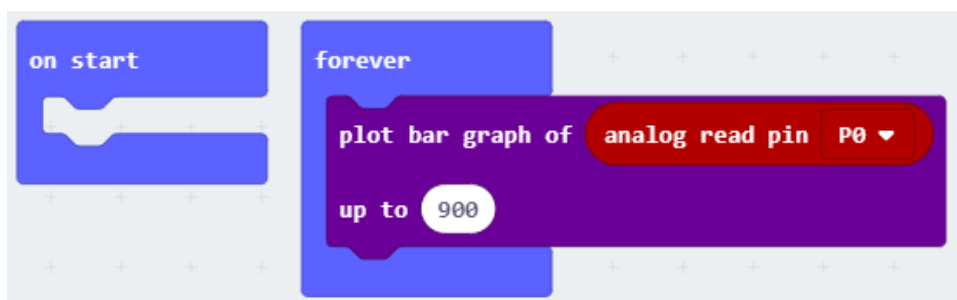 on start
forever
plot bar graph of analog read pin P0
up to 900